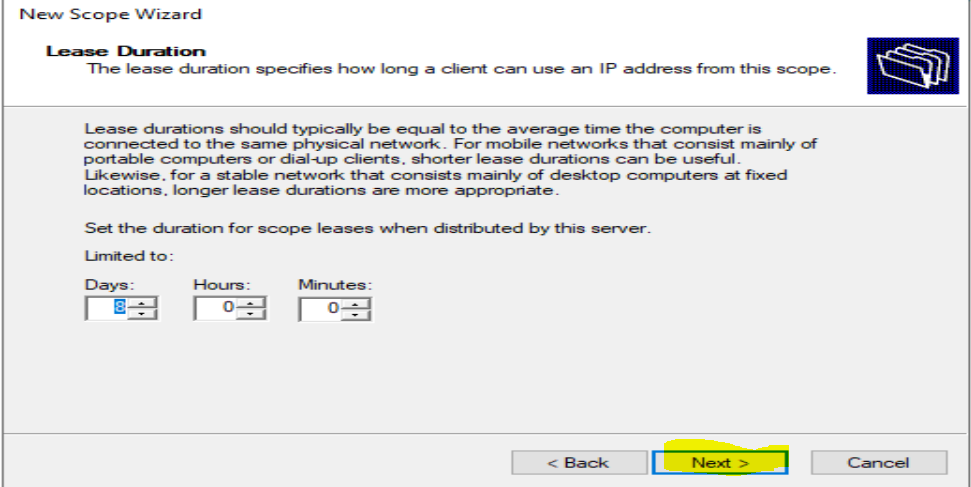 New Scope Wizard
Lease Duration
The lease duration specifies how long a client can use an IP address from this scope.
Lease durations should typically be equal to the average time the computer is
connected to the same physical network. For mobile networks that consist mainly of
portable computers or dial-up clients, shorter lease durations can be useful.
Likewise, for a stable network that consists mainly of desktop computers at fixed
locations, longer lease durations are more appropriate.
Set the duration for scope leases when distributed by this server.
Limited to:
Days: Hours: Minutes:
8 0 0
< Back Next > Cancel